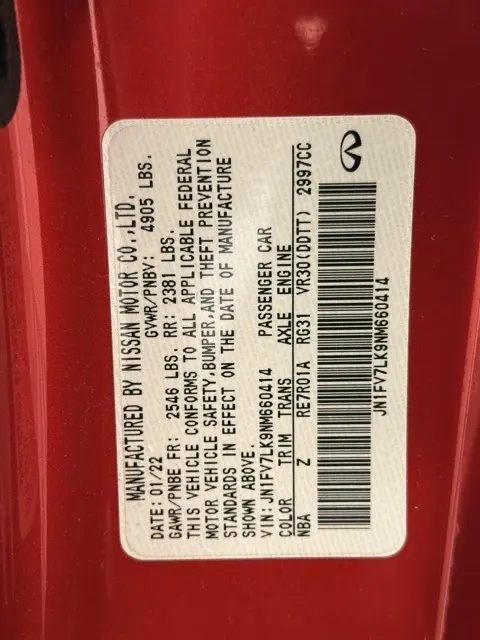 MANUFACTURED BY NISSAN MOTOR CO.,LTD.
DATE: 01/22 GVWR/PNBV: 4905 LBS.
GAWR/PNBE FR: 2546 LBS. RR: 2381 LBS.
THIS VEHICLE CONFORMS TO ALL APPLICABLE FEDERAL
MOTOR VEHICLE SAFETY,BUMPER,AND THEFT PREVENTION
STANDARDS IN EFFECT ON THE DATE OF MANUFACTURE
SHOWN ABOVE.
VIN: JN1FV7LK9NM660414 PASSENGER CAR
COLOR TRIM TRANS AXLE ENGINE
NBA Z RE7R01A RG31 VR30(DDTT) 2997CC
JN1FV7LK9NM660414